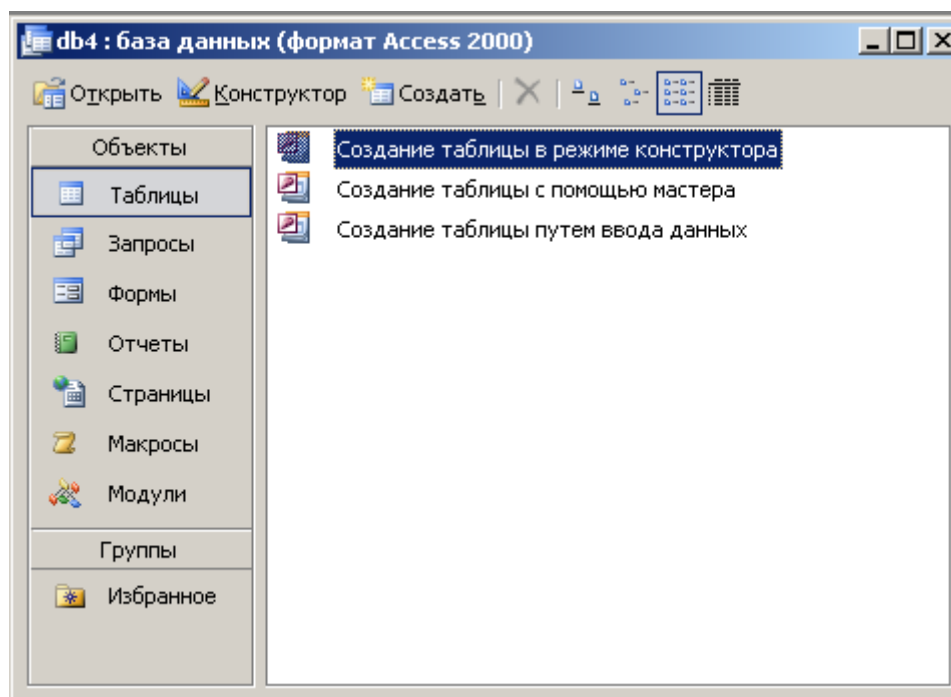 db4 : база данных (формат Access 2000)
Открыть Конструктор Создать
Объекты
Таблицы
Запросы
Формы
Отчеты
Страницы
Макросы
Модули
Группы
Избранное
Создание таблицы в режиме конструктора
Создание таблицы с помощью мастера
Создание таблицы путем ввода данных